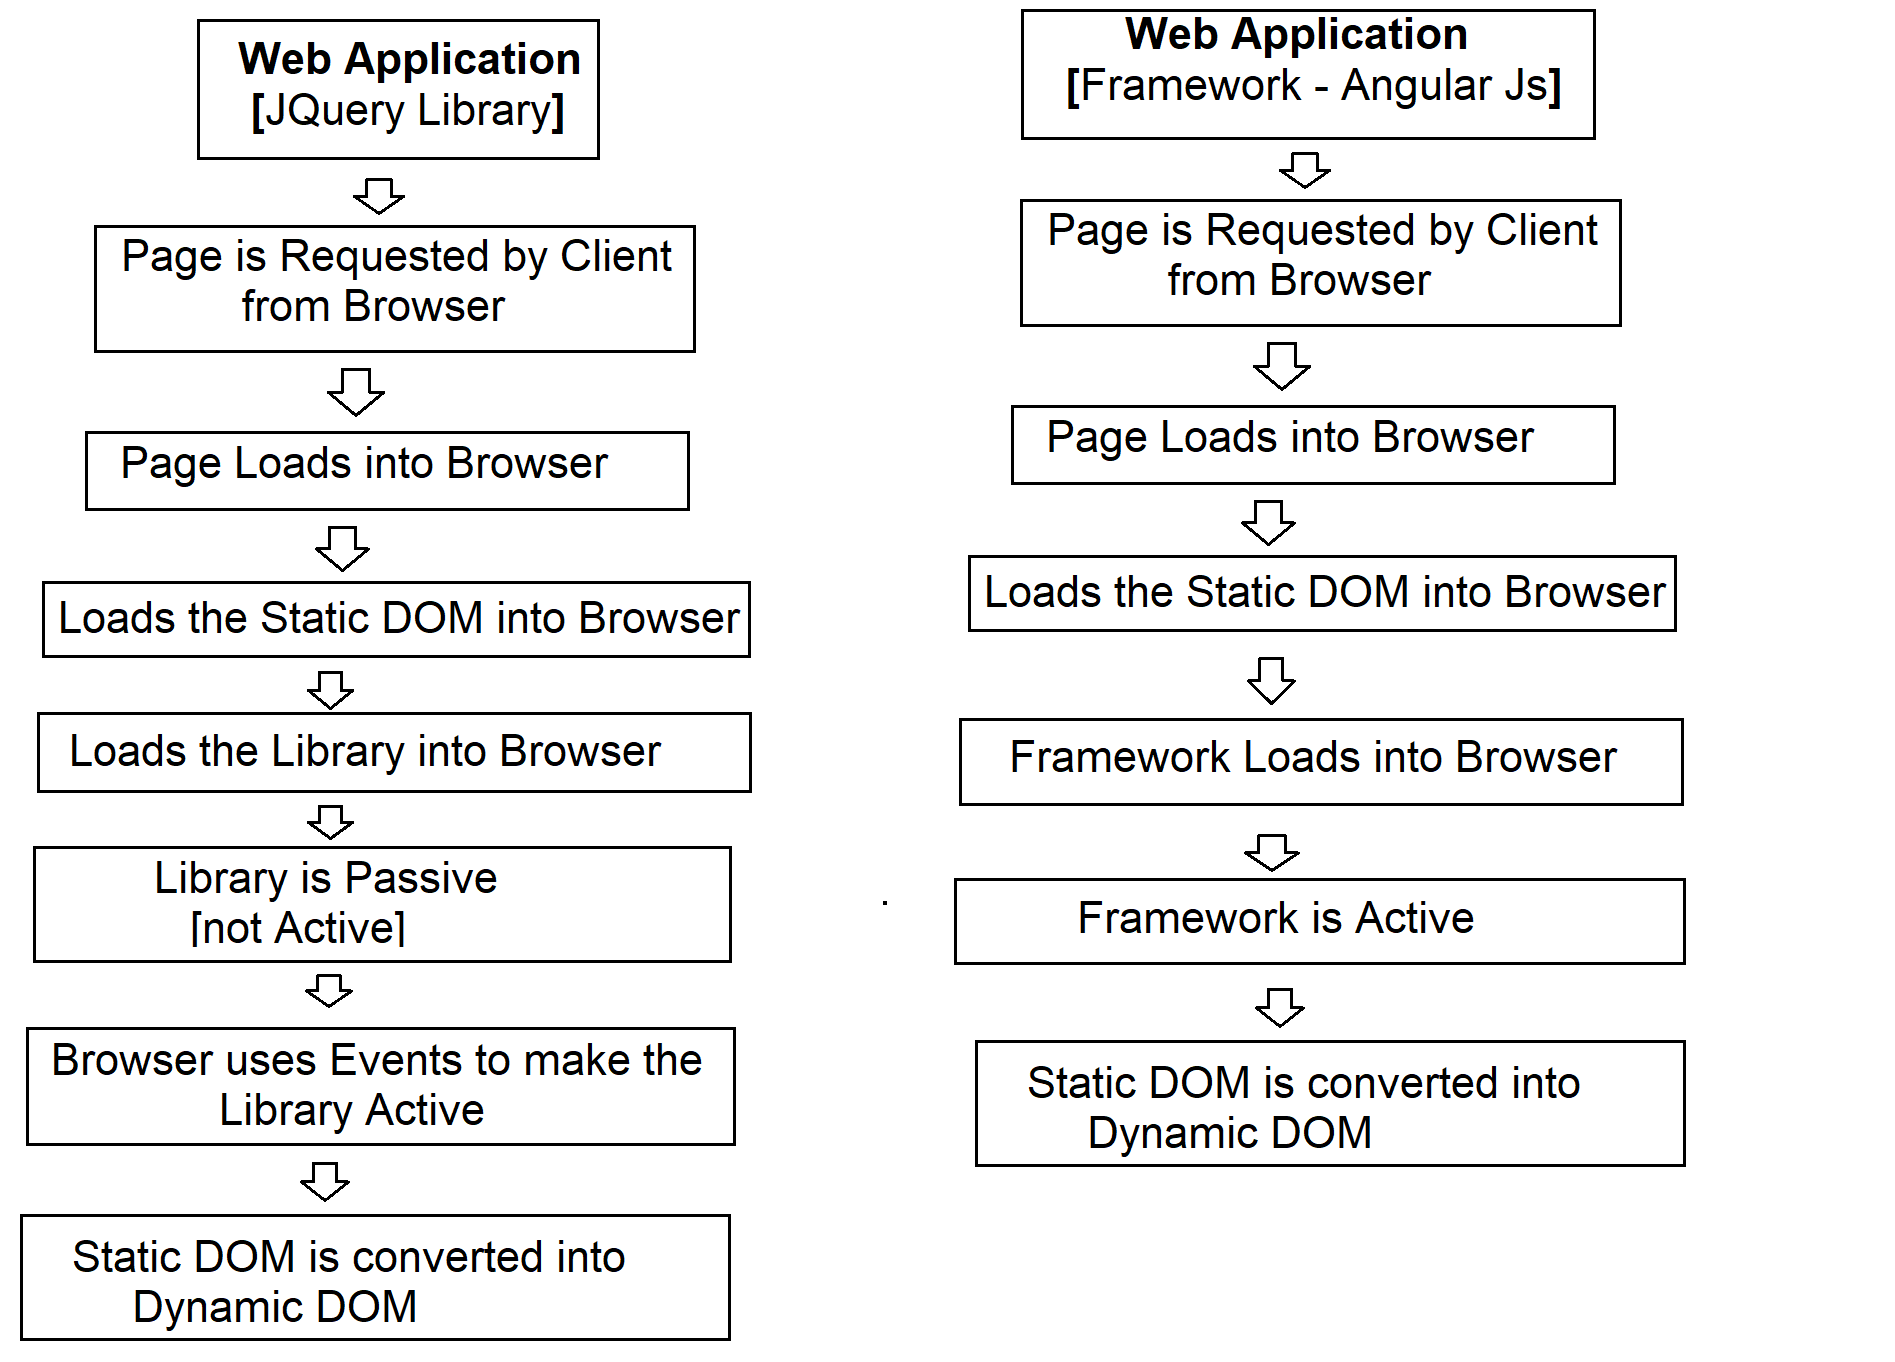 Web Application
[JQuery Library]
Page is Requested by Client
from Browser
Page Loads into Browser
Loads the Static DOM into Browser
Loads the Library into Browser
Library is Passive
[not Active]
Browser uses Events to make the
Library Active
Static DOM is converted into
Dynamic DOM
Web Application
[Framework - Angular Js]
Page is Requested by Client
from Browser
Page Loads into Browser
Loads the Static DOM into Browser
Framework Loads into Browser
Framework is Active
Static DOM is converted into
Dynamic DOM